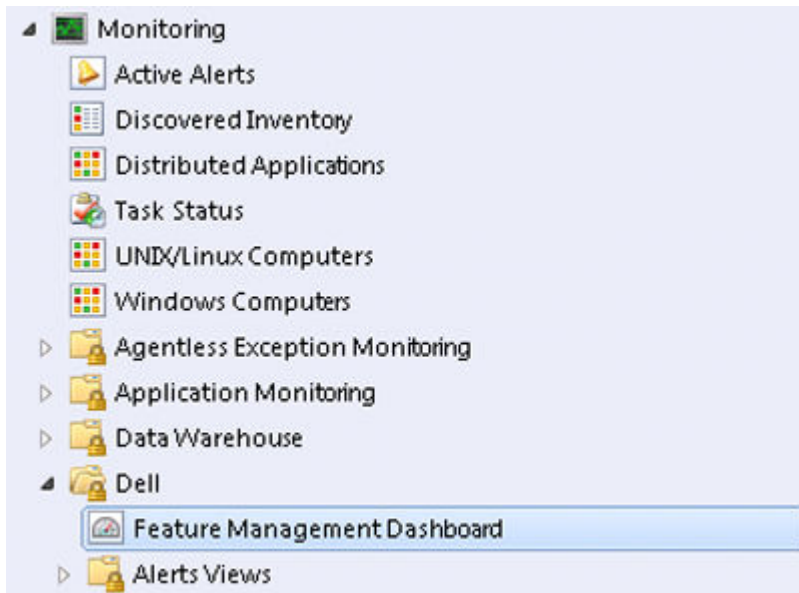 Monitoring
Active Alerts
Discovered Inventory
Distributed Applications
Task Status
UNIX/Linux Computers
Windows Computers
Agentless Exception Monitoring
Application Monitoring
Data Warehouse
Dell
Feature Management Dashboard
Alerts Views